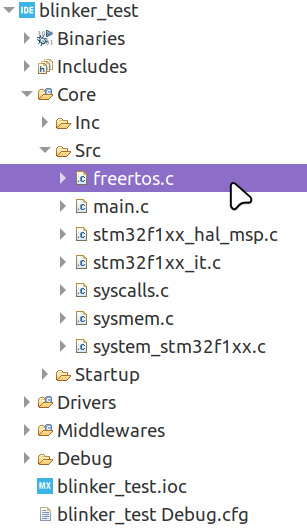 IDE blinker_test
Binaries
Includes
Core
Inc
Src
.c freertos.c
.c main.c
.c stm32f1xx_hal_msp.c
.c stm32f1xx_it.c
.c syscalls.c
.c sysmem.c
.c system_stm32f1xx.c
Startup
Drivers
Middlewares
Debug
MX blinker_test.ioc
blinker_test Debug.cfg